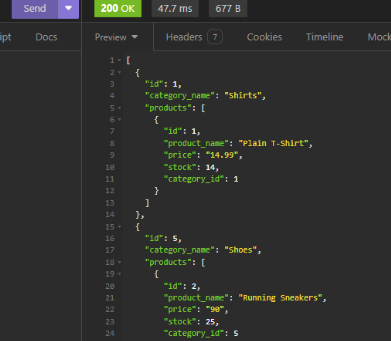 Send 200 OK 47.7 ms 677 B
ipt Docs Preview Headers 7 Cookies Timeline Mock
1 [
2 {
3 "id": 1,
4 "category_name": "Shirts",
5 "products": [
6 {
7 "id": 1,
8 "product_name": "Plain T-Shirt",
9 "price": "14.99",
10 "stock": 14,
11 "category_id": 1
12 }
13 ]
14 },
15 {
16 "id": 5,
17 "category_name": "Shoes",
18 "products": [
19 {
20 "id": 2,
21 "product_name": "Running Sneakers",
22 "price": "90",
23 "stock": 25,
24 "category_id": 5